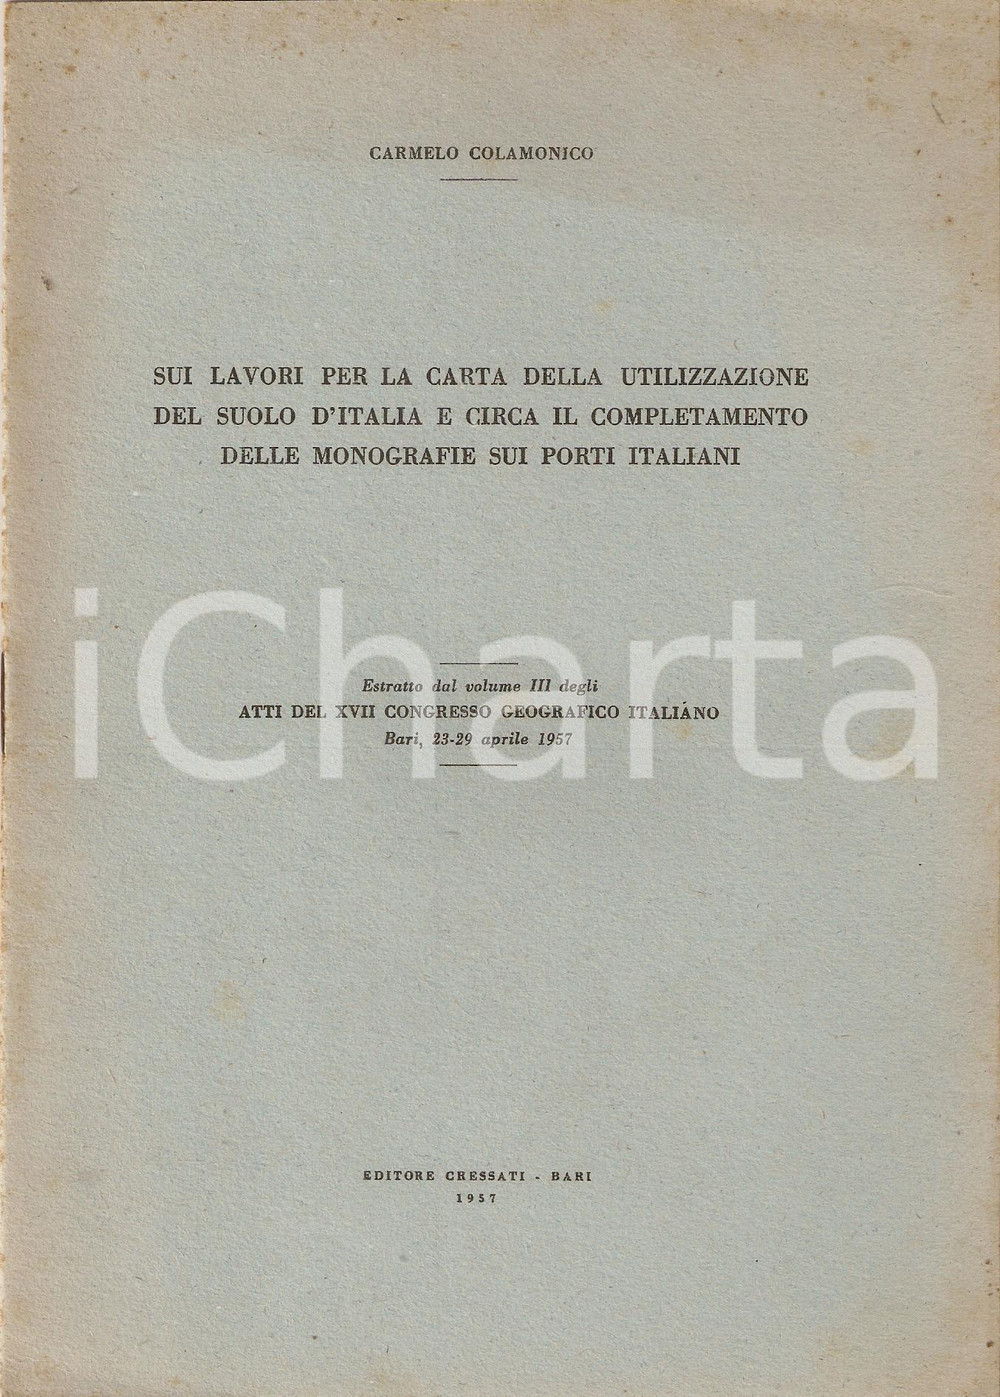 CARMELO COLAMONICO
SUI LAVORI PER LA CARTA DELLA UTILIZZAZIONE
DEL SUOLO D'ITALIA E CIRCA IL COMPLETAMENTO
DELLE MONOGRAFIE SUI PORTI ITALIANI
iCharta
Estratto dal volume III degli
ATTI DEL XVII CONGRESSO GEOGRAFICO ITALIANO
Bari, 23-29 aprile 1957
EDITORE CRESSATI - BARI
1957